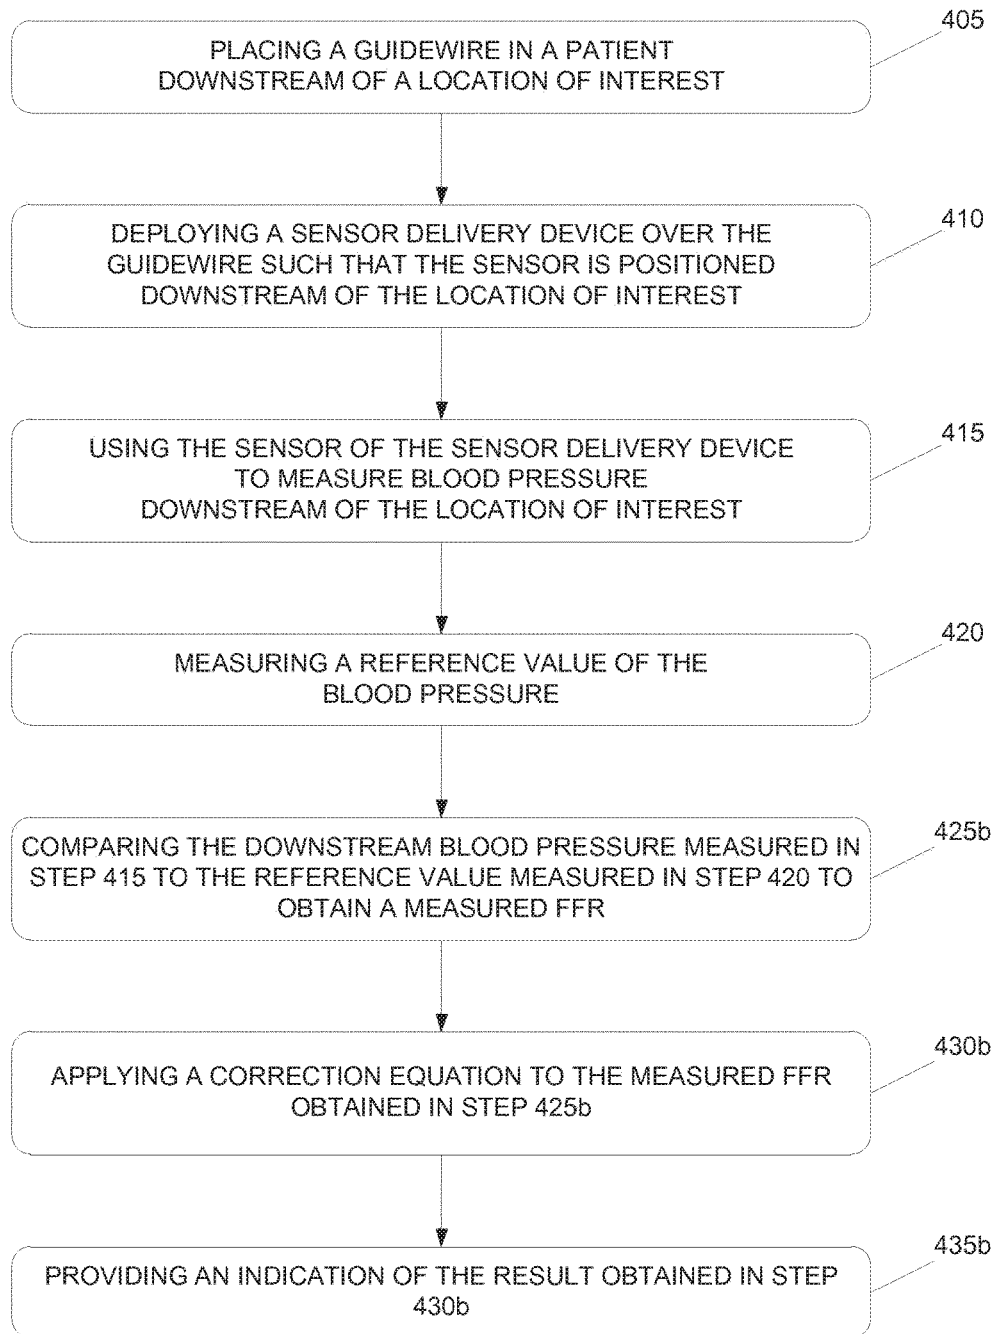 405
PLACING A GUIDEWIRE IN A PATIENT
DOWNSTREAM OF A LOCATION OF INTEREST
410
DEPLOYING A SENSOR DELIVERY DEVICE OVER THE
GUIDEWIRE SUCH THAT THE SENSOR IS POSITIONED
DOWNSTREAM OF THE LOCATION OF INTEREST
415
USING THE SENSOR OF THE SENSOR DELIVERY DEVICE
TO MEASURE BLOOD PRESSURE
DOWNSTREAM OF THE LOCATION OF INTEREST
420
MEASURING A REFERENCE VALUE OF THE
BLOOD PRESSURE
425b
COMPARING THE DOWNSTREAM BLOOD PRESSURE MEASURED IN
STEP 415 TO THE REFERENCE VALUE MEASURED IN STEP 420 TO
OBTAIN A MEASURED FFR
430b
APPLYING A CORRECTION EQUATION TO THE MEASURED FFR
OBTAINED IN STEP 425b
435b
PROVIDING AN INDICATION OF THE RESULT OBTAINED IN STEP
430b